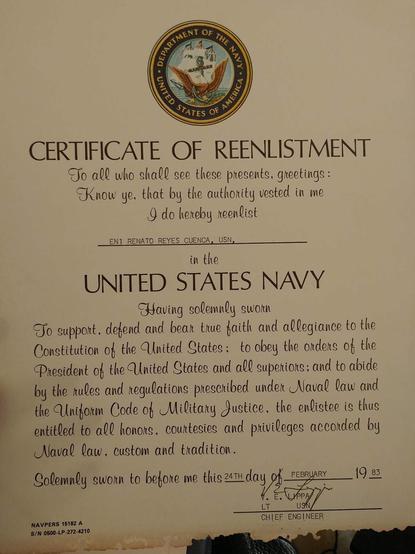 DEPARTMENT OF THE NAVY
UNITED STATES OF AMERICA
CERTIFICATE OF REENLISTMENT
To all who shall see these presents, greetings:
Know ye, that by the authority vested in me
I do hereby reenlist
EN1 RENATO REYES CUENCA, USN,
in the
UNITED STATES NAVY
Having solemnly sworn
To support, defend and bear true faith and allegiance to the
Constitution of the United States; to obey the orders of the
President of the United States and all superiors; and to abide
by the rules and regulations prescribed under Naval law and
the Uniform Code of Military Justice, the enlistee is thus
entitled to all honors, courtesies and privileges accorded by
Naval law, custom and tradition.
Solemnly sworn to before me this 24TH day of FEBRUARY 19 83
E. LIPPA
LT USN
CHIEF ENGINEER
NAVPERS 15182 A
S/N 0500-LP-272-4210